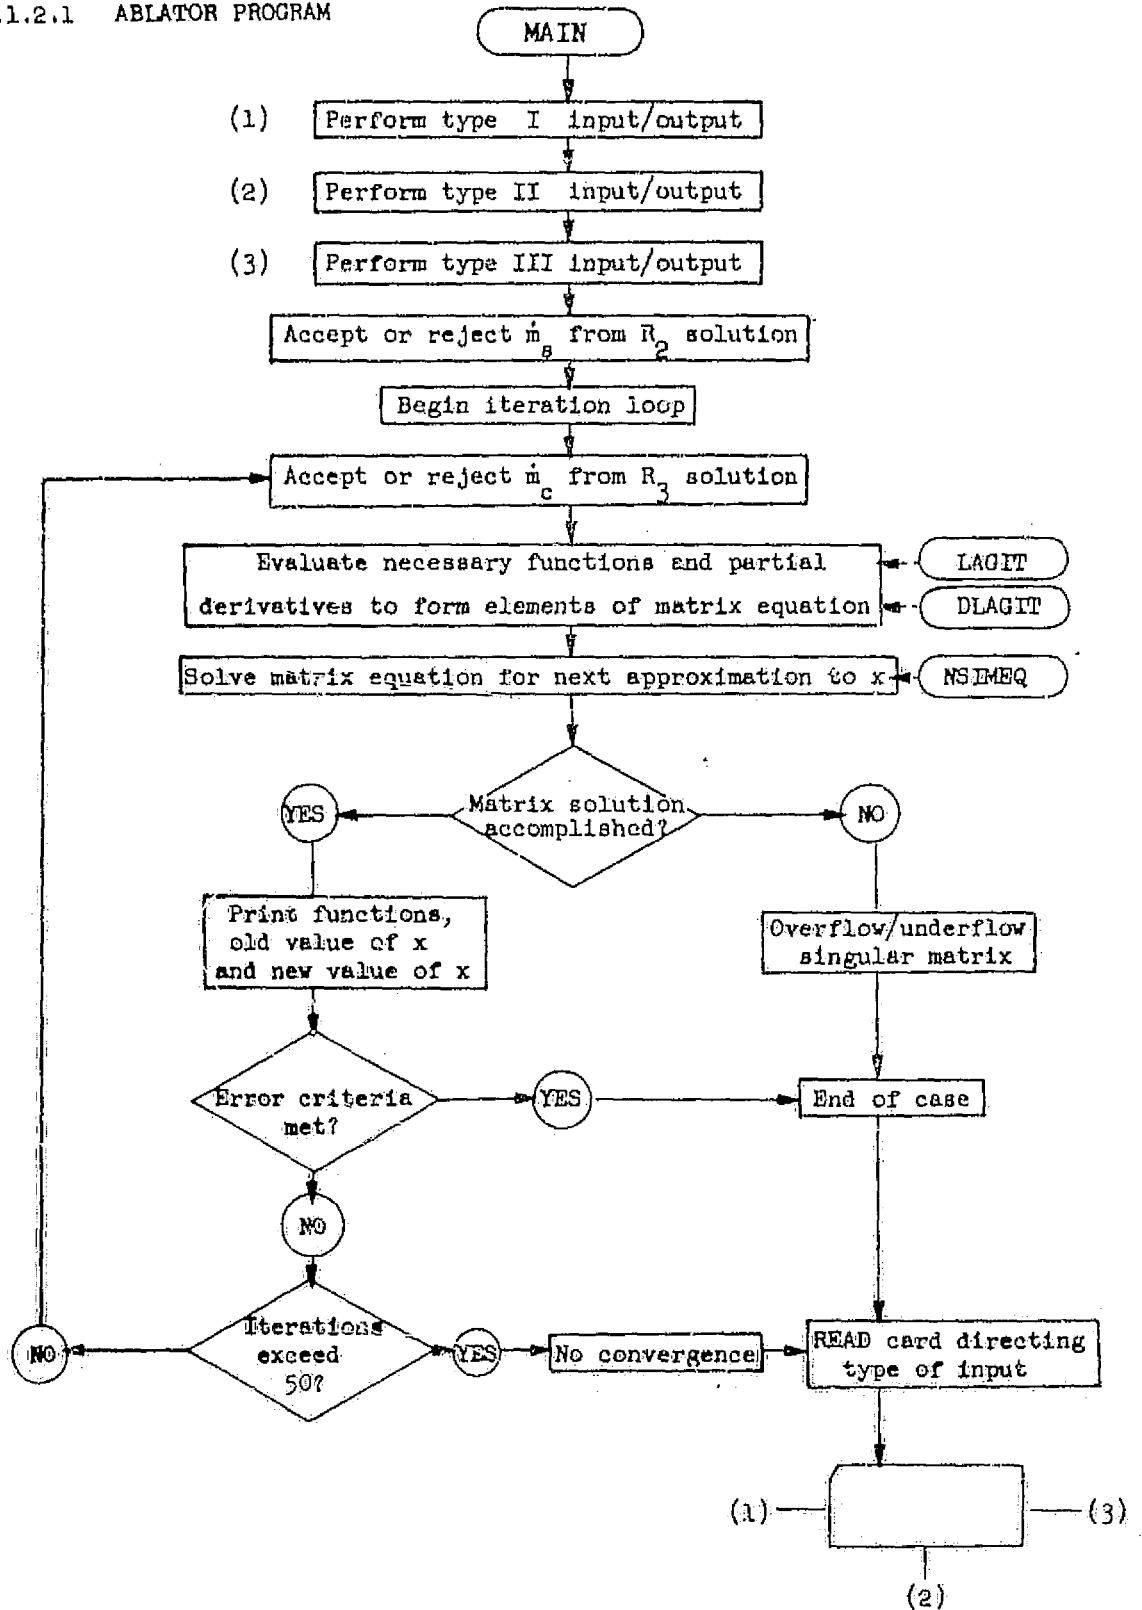 .1.2.1 ABLATOR PROGRAM
MAIN
(1) Perform type I input/output
(2) Perform type II input/output
(3) Perform type III input/output
Accept or reject ṁs from R2 solution
Begin iteration loop
Accept or reject ṁc from R3 solution
Evaluate necessary functions and partial
derivatives to form elements of matrix equation
LAGIT
DLAGIT
Solve matrix equation for next approximation to x
NSIMEQ
Matrix solution
accomplished?
YES
NO
Print functions,
old value of x
and new value of x
Overflow/underflow
singular matrix
Error criteria
met?
YES
End of case
NO
Iterations
exceed
50?
NO
YES
No convergence
READ card directing
type of input
(1)
(3)
(2)